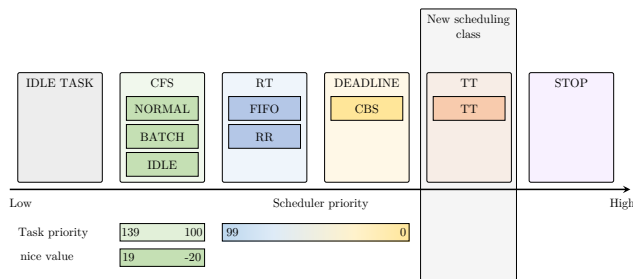 New scheduling
class
IDLE TASK
CFS
RT
DEADLINE
TT
STOP
NORMAL
FIFO
CBS
TT
BATCH
RR
IDLE
Low
Scheduler priority
High
Task priority
139
100
99
0
nice value
19
-20